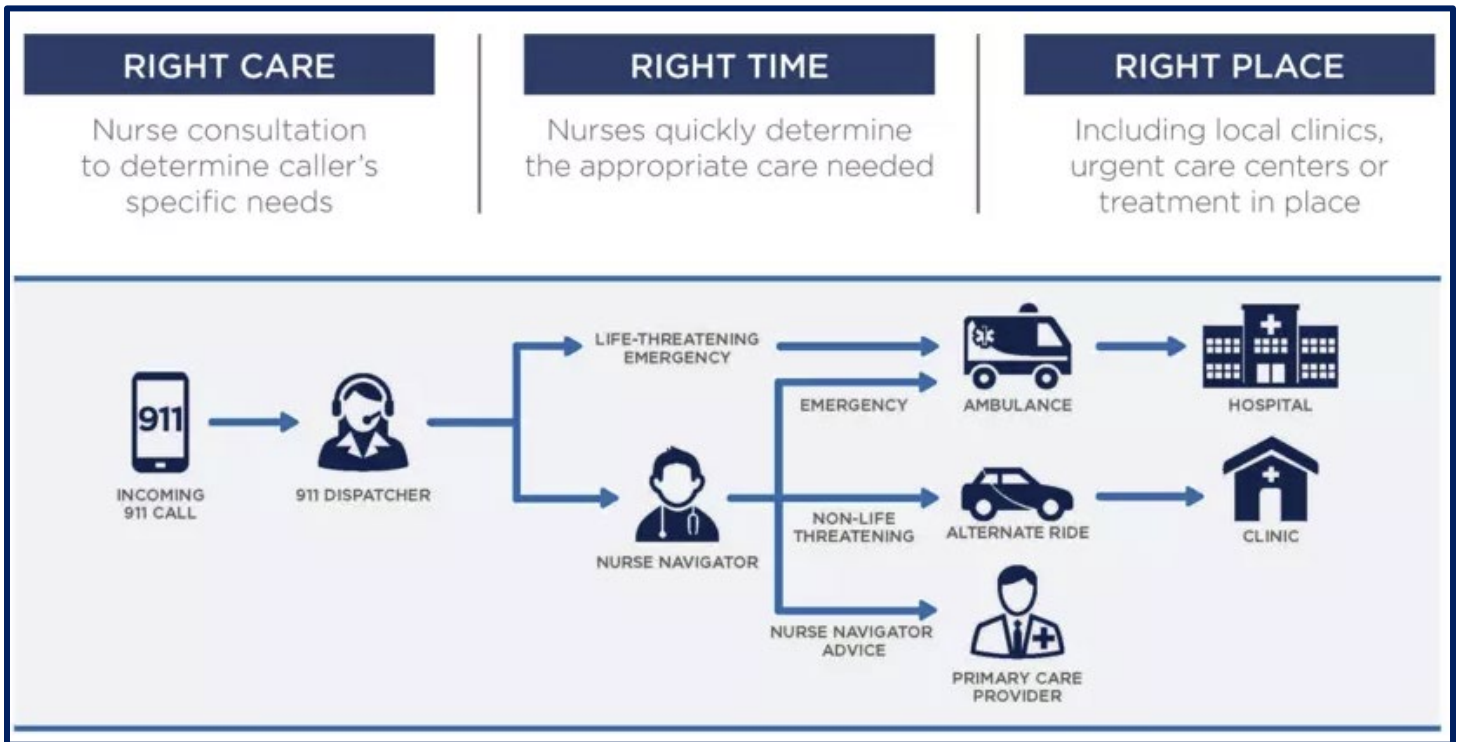 RIGHT CARE
Nurse consultation
to determine caller's
specific needs
RIGHT TIME
Nurses quickly determine
the appropriate care needed
RIGHT PLACE
Including local clinics,
urgent care centers or
treatment in place
911
INCOMING
911 CALL
911 DISPATCHER
LIFE-THREATENING
EMERGENCY
NURSE NAVIGATOR
EMERGENCY
NON-LIFE
THREATENING
NURSE NAVIGATOR
ADVICE
AMBULANCE
HOSPITAL
ALTERNATE RIDE
CLINIC
PRIMARY CARE
PROVIDER